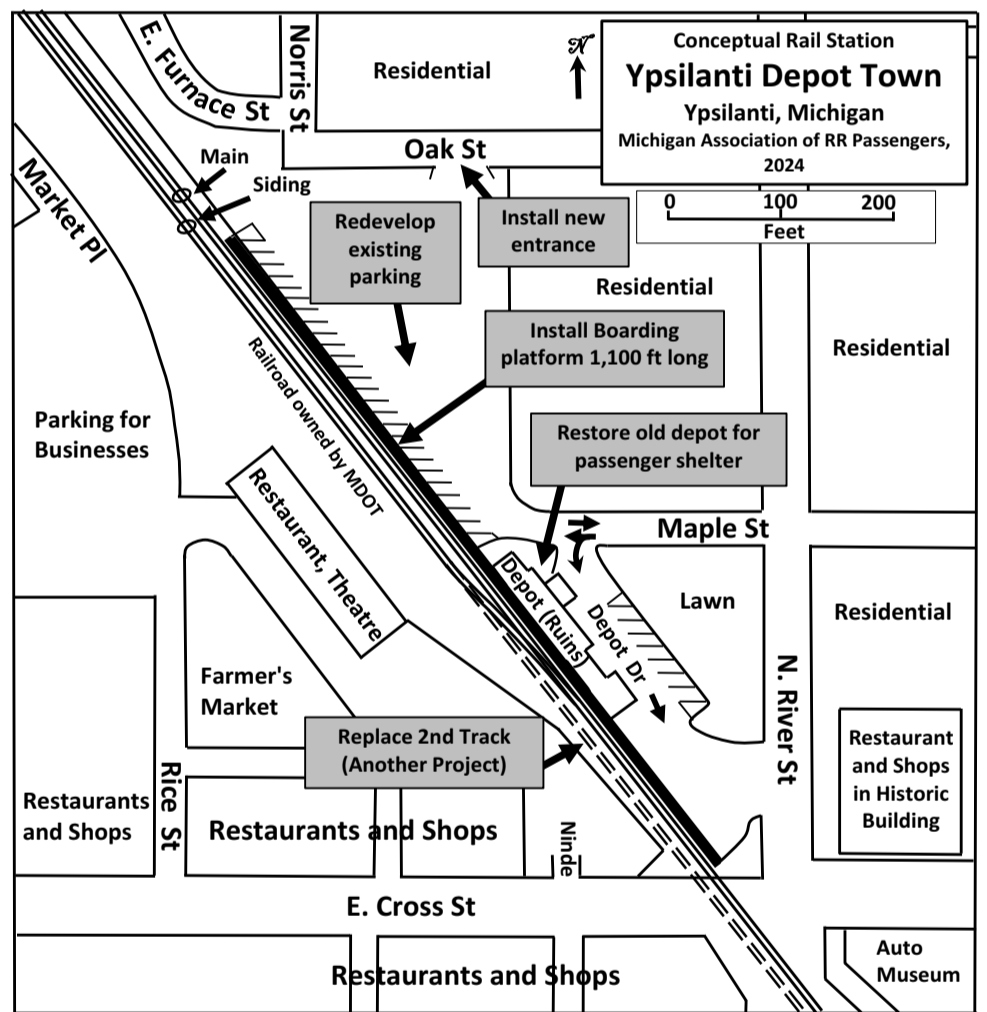 Conceptual Rail Station
Ypsilanti Depot Town
Ypsilanti, Michigan
Michigan Association of RR Passengers,
2024
N
0 100 200
Feet
E. Furnace St
Norris St
Residential
Oak St
Main
Siding
Market Pl
Redevelop
existing
parking
Install new
entrance
Residential
Install Boarding
platform 1,100 ft long
Residential
Railroad owned by MDOT
Parking for
Businesses
Restore old depot for
passenger shelter
Restaurant, Theatre
Maple St
Depot (Ruins)
Depot Dr
Lawn
Residential
Farmer's
Market
N. River St
Replace 2nd Track
(Another Project)
Restaurant
and Shops
in Historic
Building
Restaurants
and Shops
Rice St
Restaurants and Shops
Ninde
E. Cross St
Restaurants and Shops
Auto
Museum